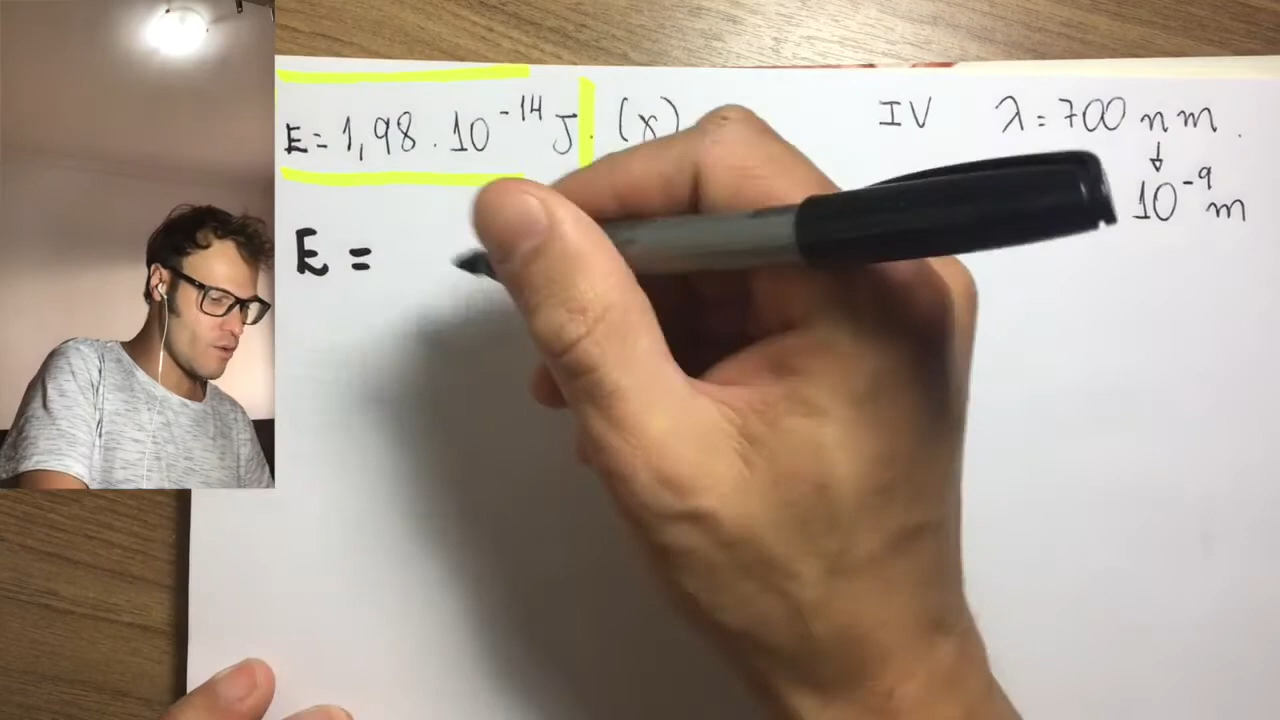 E = 1,98 . 10⁻¹⁴ J . (x)
IV λ = 700 nm .
↓
10⁻⁹ m
E =